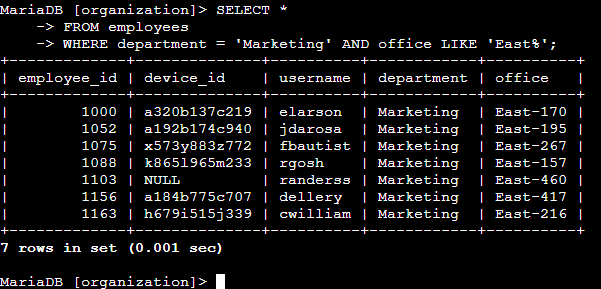 MariaDB [organization]> SELECT *
    -> FROM employees
    -> WHERE department = 'Marketing' AND office LIKE 'East%';
+-------------+--------------+----------+------------+----------+
| employee_id | device_id    | username | department | office   |
+-------------+--------------+----------+------------+----------+
|        1000 | a320b137c219 | elarson  | Marketing  | East-170 |
|        1052 | a192b174c940 | jdarosa  | Marketing  | East-195 |
|        1075 | x573y883z772 | fbautist | Marketing  | East-267 |
|        1088 | k865l965m233 | rgosh    | Marketing  | East-157 |
|        1103 | NULL         | randerss | Marketing  | East-460 |
|        1156 | a184b775c707 | dellery  | Marketing  | East-417 |
|        1163 | h679i515j339 | cwilliam | Marketing  | East-216 |
+-------------+--------------+----------+------------+----------+
7 rows in set (0.001 sec)
MariaDB [organization]>